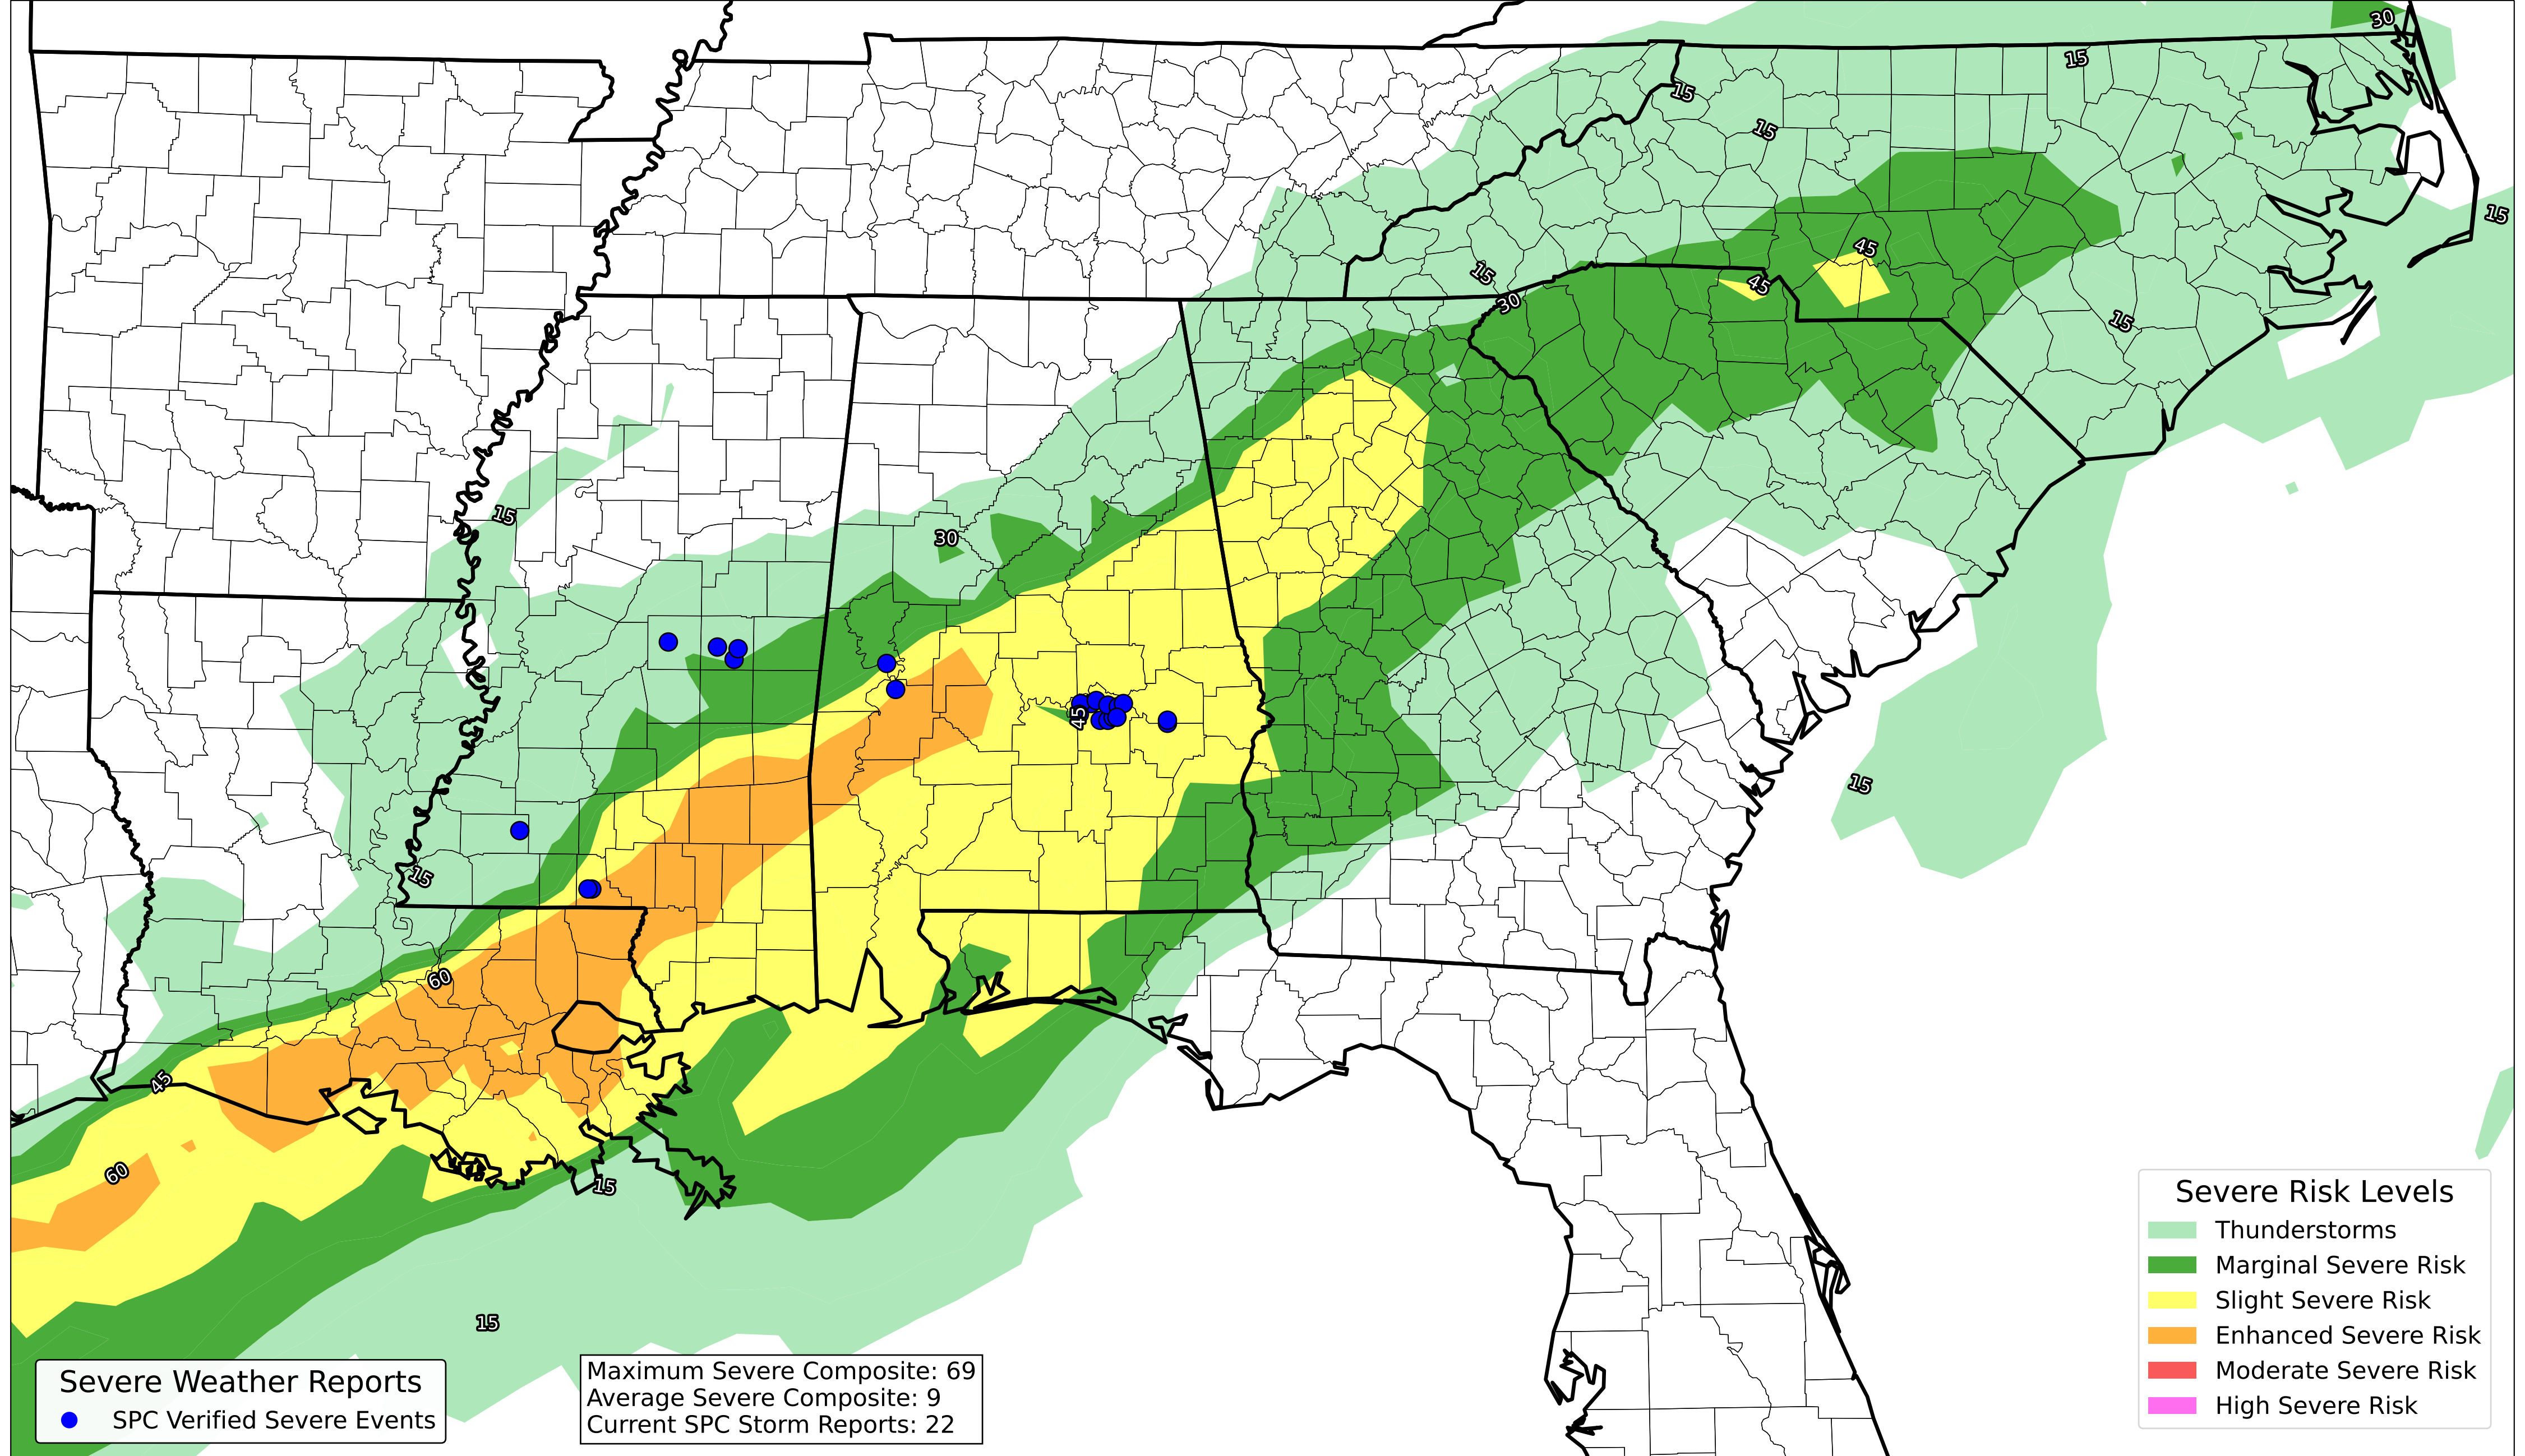 30
15
15
15
15
45
15
45
30
15
15
30
45
15
15
60
45
60
15
15
Severe Weather Reports
SPC Verified Severe Events
Maximum Severe Composite: 69
Average Severe Composite: 9
Current SPC Storm Reports: 22
Severe Risk Levels
Thunderstorms
Marginal Severe Risk
Slight Severe Risk
Enhanced Severe Risk
Moderate Severe Risk
High Severe Risk